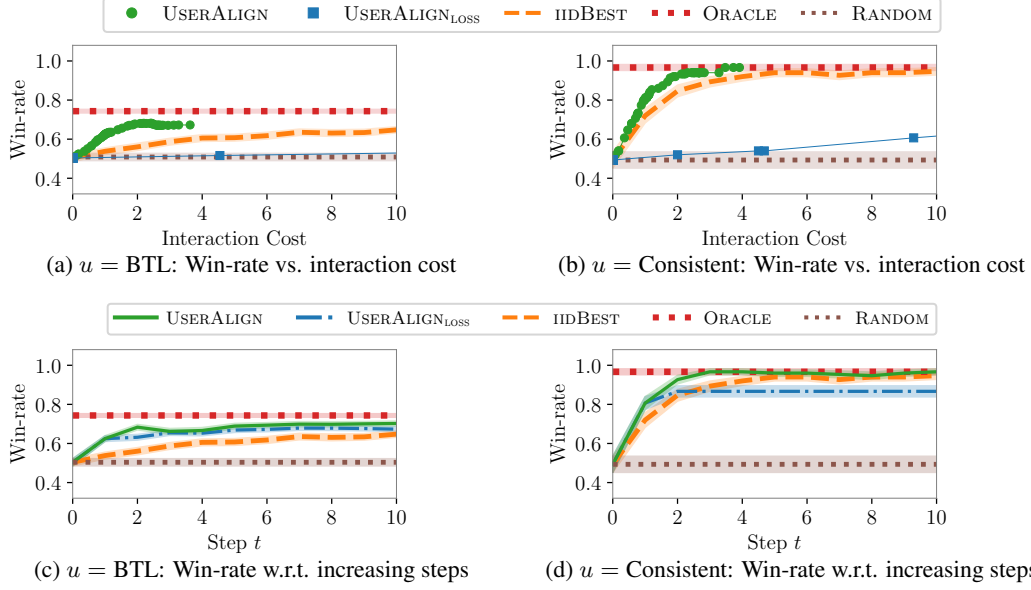 USERALIGN USERALIGN_LOSS IIDBEST ORACLE RANDOM
1.0
0.8
0.6
0.4
Win-rate
0 2 4 6 8 10
Interaction Cost
(a) u = BTL: Win-rate vs. interaction cost
1.0
0.8
0.6
0.4
Win-rate
0 2 4 6 8 10
Interaction Cost
(b) u = Consistent: Win-rate vs. interaction cost
USERALIGN USERALIGN_LOSS IIDBEST ORACLE RANDOM
1.0
0.8
0.6
0.4
Win-rate
0 2 4 6 8 10
Step t
(c) u = BTL: Win-rate w.r.t. increasing steps
1.0
0.8
0.6
0.4
Win-rate
0 2 4 6 8 10
Step t
(d) u = Consistent: Win-rate w.r.t. increasing steps